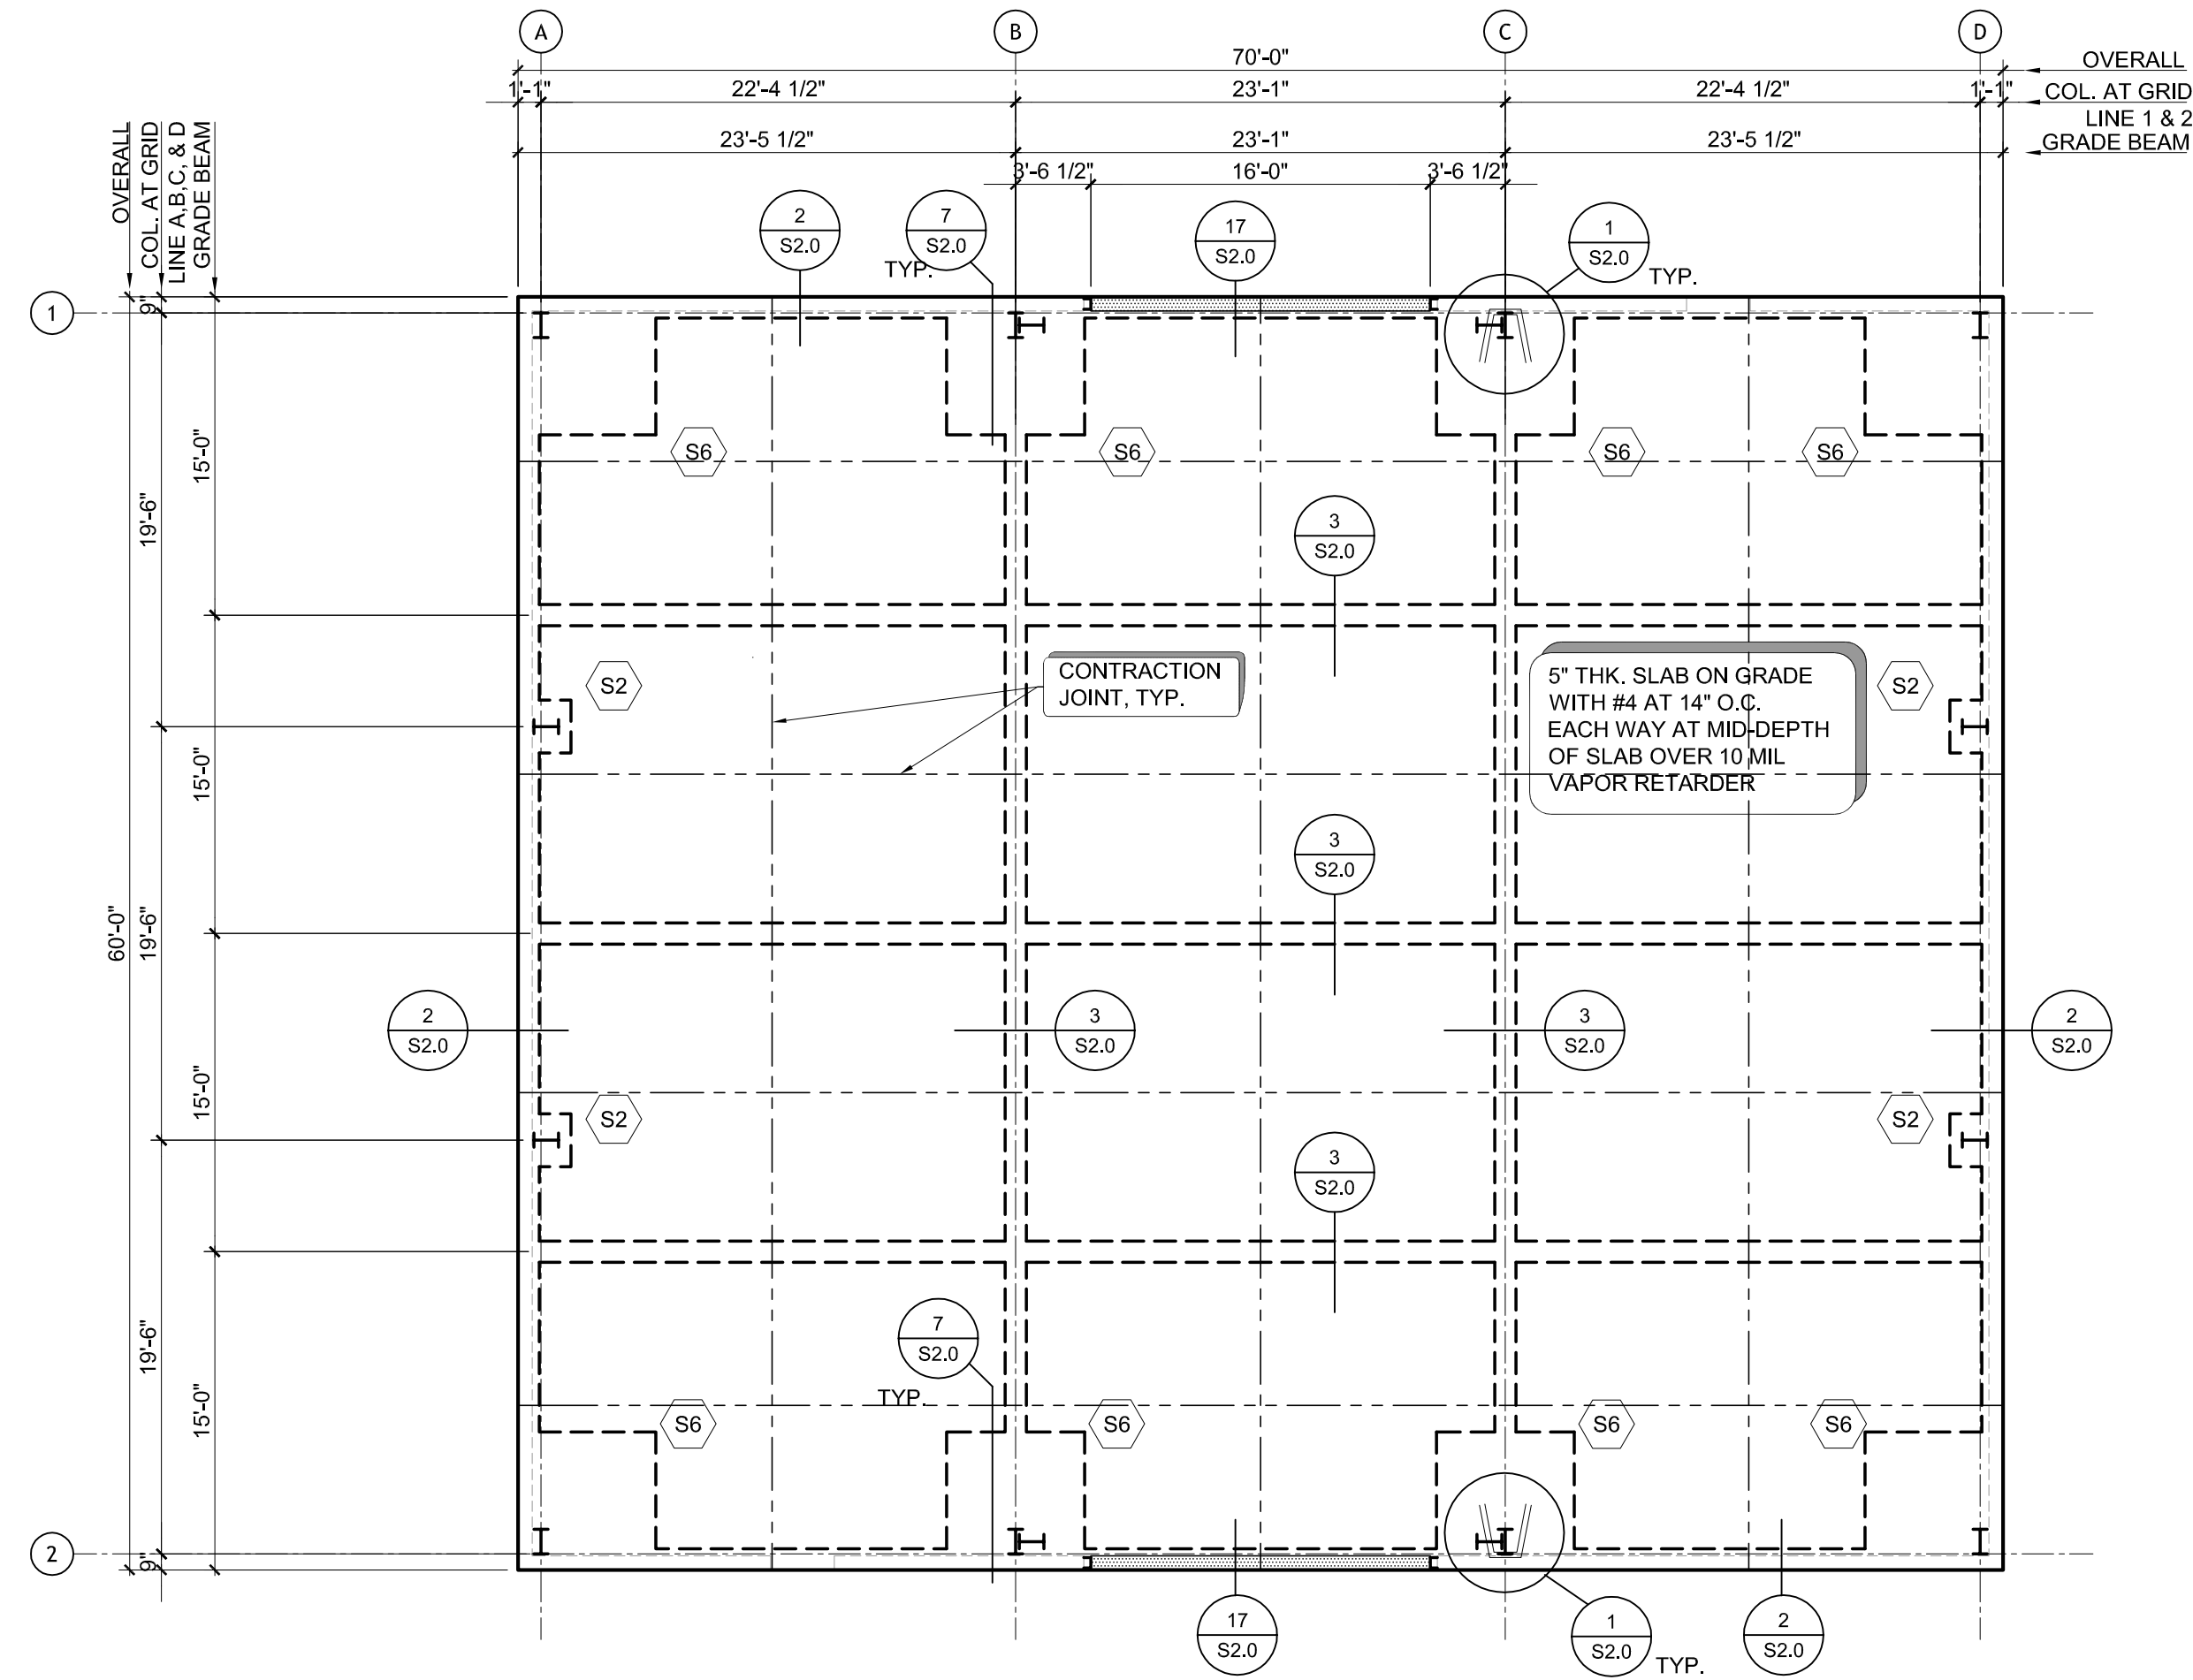 A
B
C
D
70'-0"
OVERALL
1'-1"
22'-4 1/2"
23'-1"
22'-4 1/2"
1'-1"
COL. AT GRID
LINE 1 & 2
23'-5 1/2"
23'-1"
23'-5 1/2"
GRADE BEAM
3'-6 1/2"
16'-0"
3'-6 1/2"
OVERALL
COL. AT GRID
LINE A,B,C, & D
GRADE BEAM
2
S2.0
7
S2.0
TYP.
17
S2.0
1
S2.0
TYP.
1
9"
S6
S6
S6
S6
15'-0"
19'-6"
3
S2.0
CONTRACTION
JOINT, TYP.
5" THK. SLAB ON GRADE
WITH #4 AT 14" O.C.
EACH WAY AT MID-DEPTH
OF SLAB OVER 10 MIL
VAPOR RETARDER
S2
S2
15'-0"
3
S2.0
60'-0"
19'-6"
2
S2.0
3
S2.0
3
S2.0
2
S2.0
15'-0"
S2
S2
3
S2.0
19'-6"
7
S2.0
TYP.
15'-0"
S6
S6
S6
S6
2
9"
17
S2.0
1
S2.0
TYP.
2
S2.0